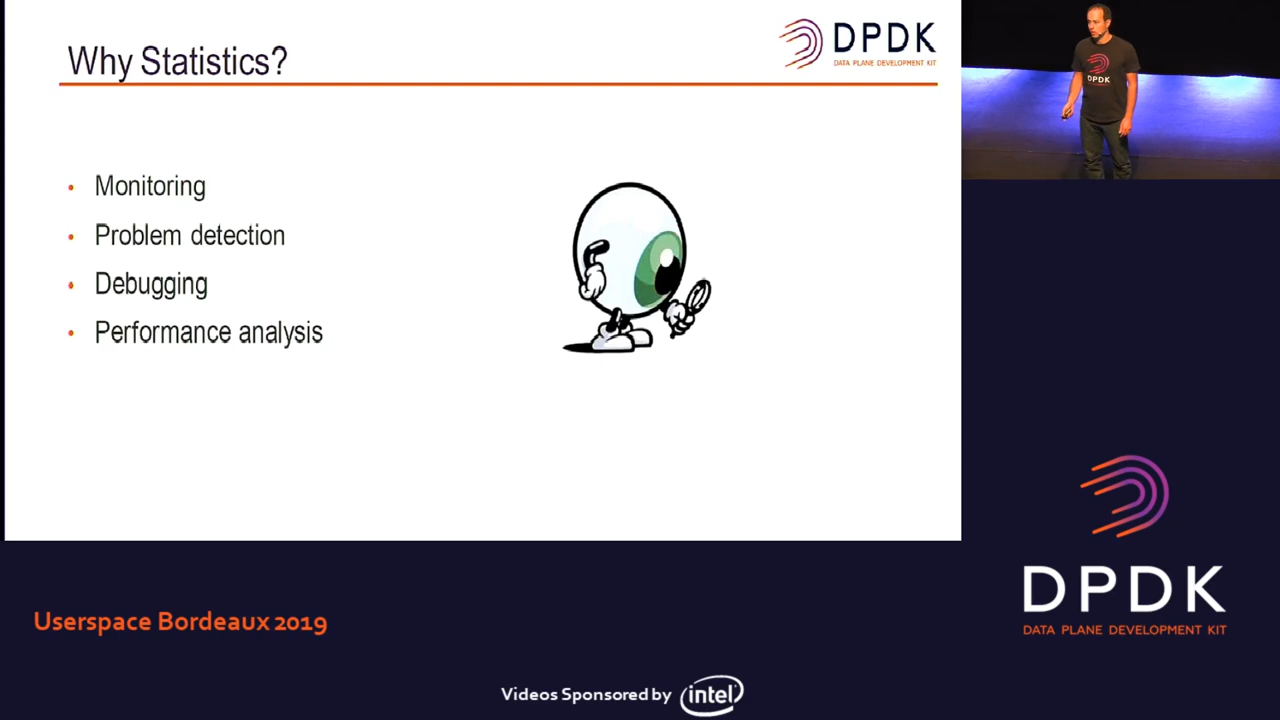 Why Statistics?
DPDK
DATA PLANE DEVELOPMENT KIT
• Monitoring
• Problem detection
• Debugging
• Performance analysis
DPDK
DPDK
DATA PLANE DEVELOPMENT KIT
Userspace Bordeaux 2019
Videos Sponsored by intel